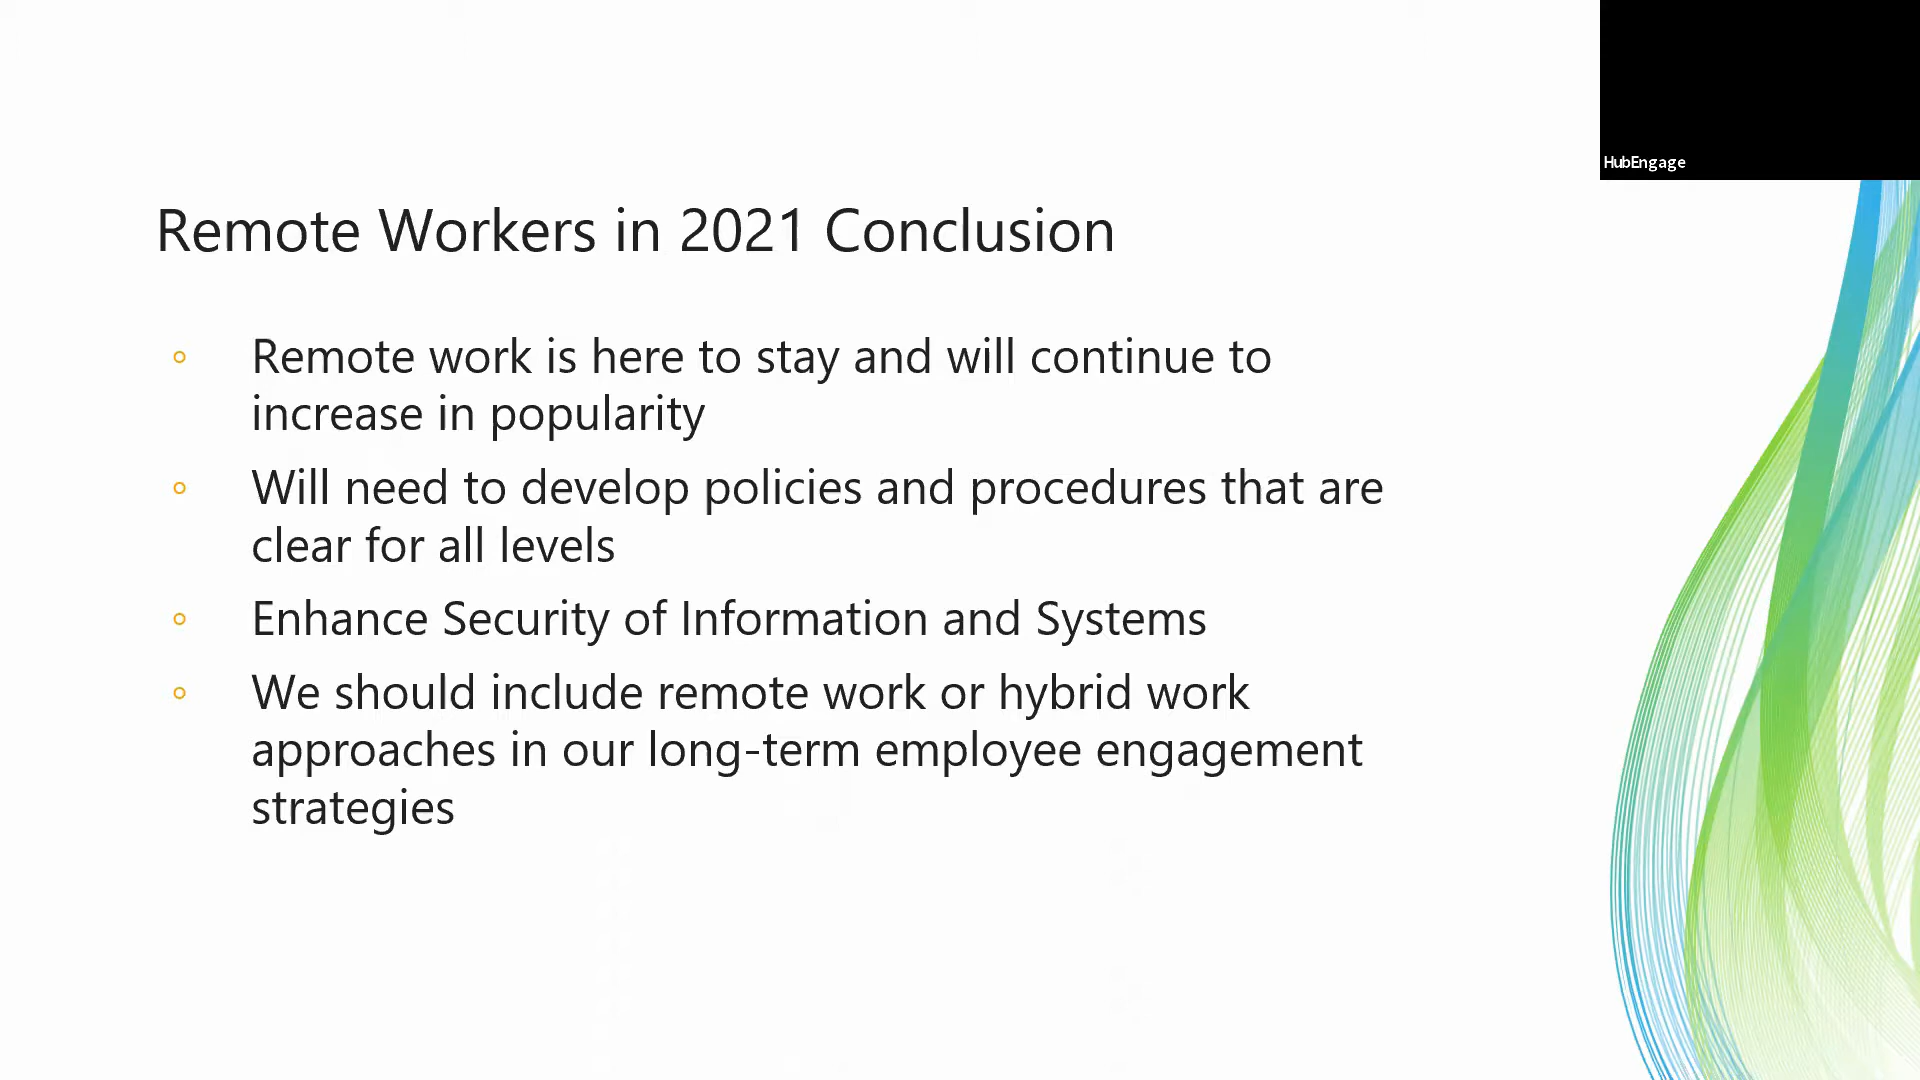 HubEngage
Remote Workers in 2021 Conclusion
Remote work is here to stay and will continue to
increase in popularity
Will need to develop policies and procedures that are
clear for all levels
Enhance Security of Information and Systems
We should include remote work or hybrid work
approaches in our long-term employee engagement
strategies